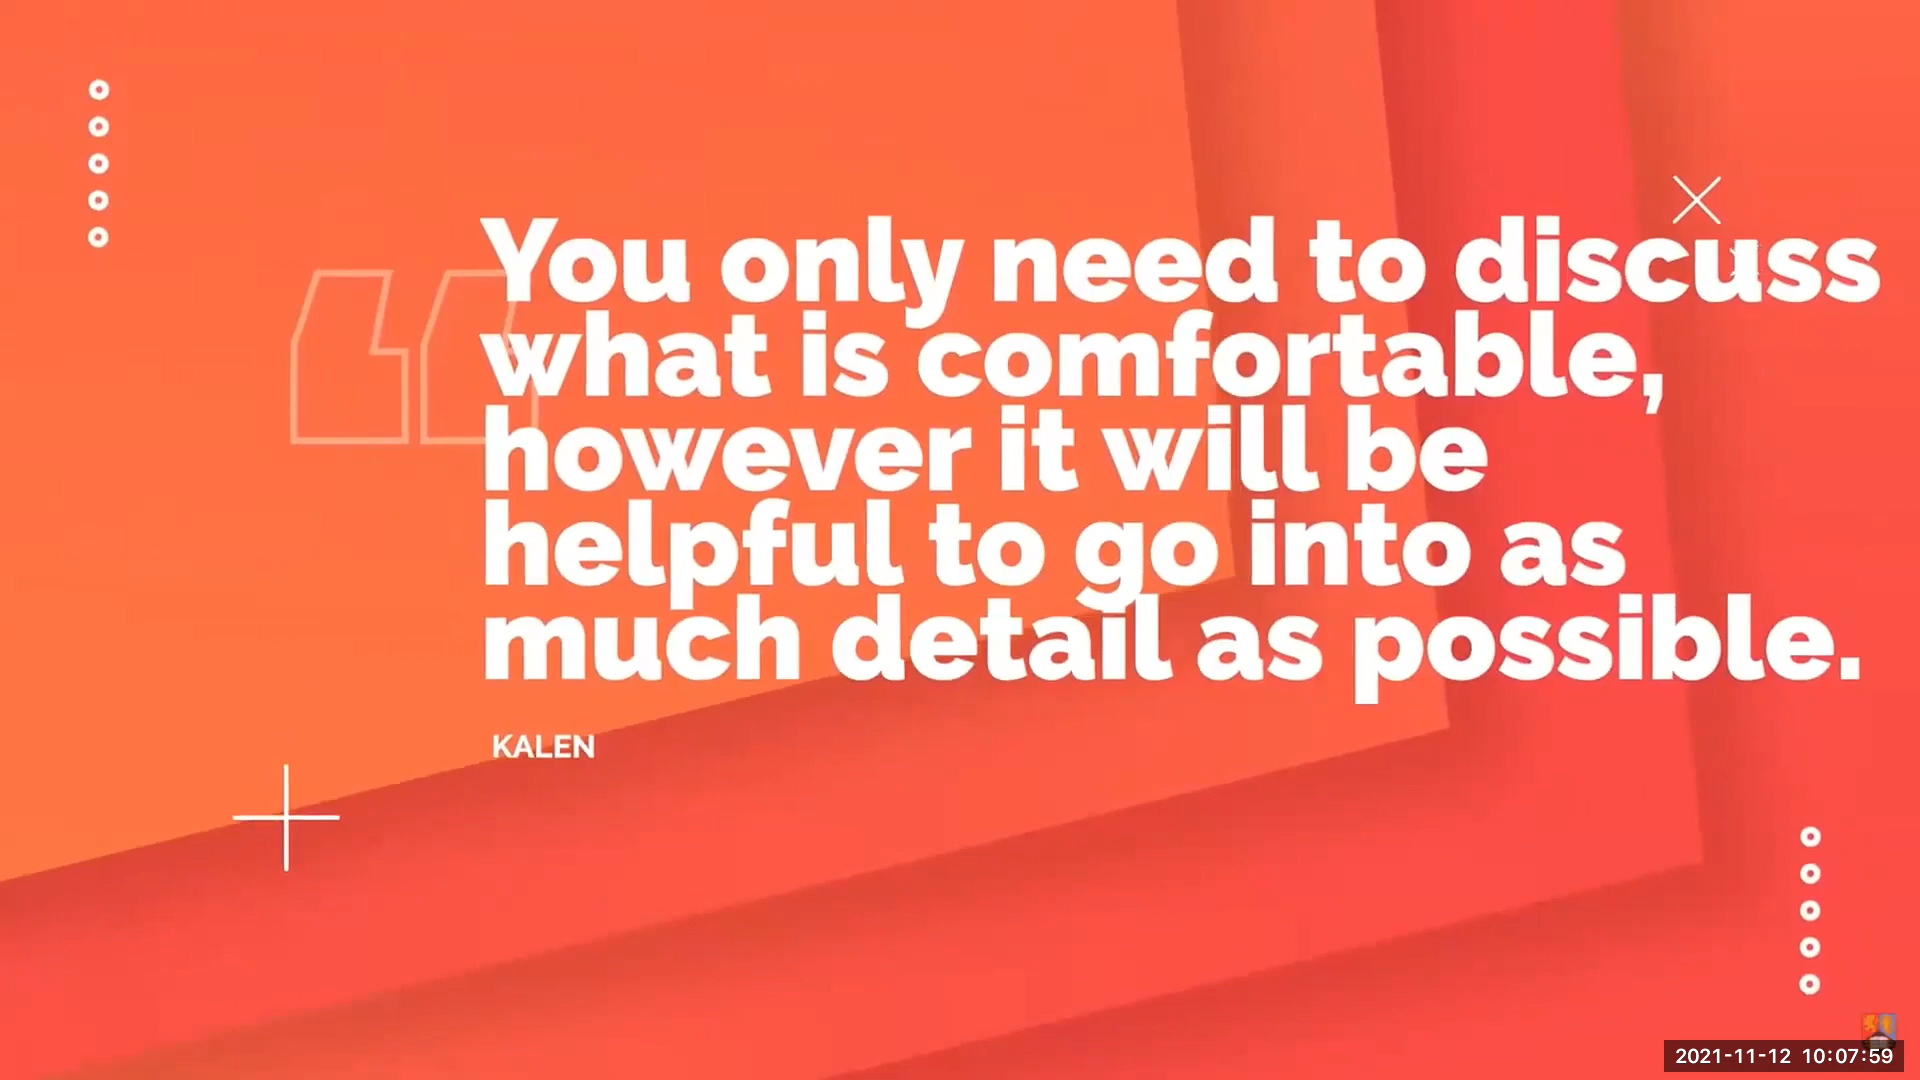 You only need to discuss
what is comfortable,
however it will be
helpful to go into as
much detail as possible.
KALEN
2021-11-12 10:07:59